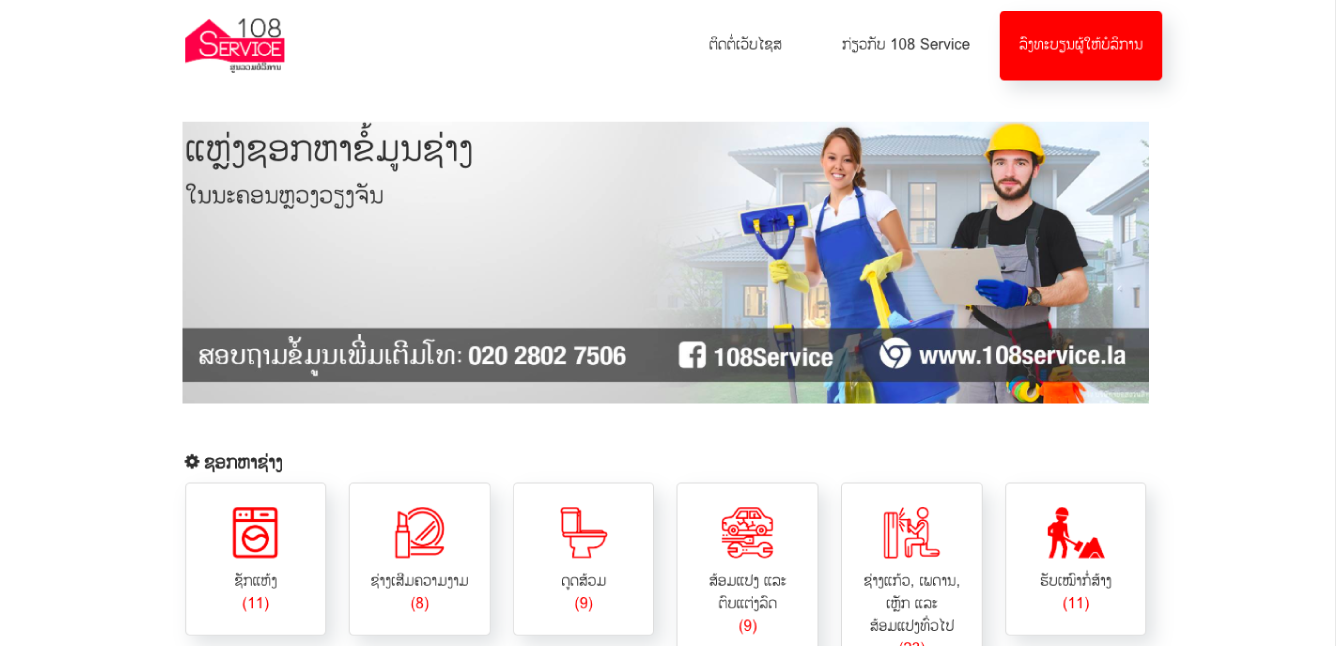 108
SERVICE
ສູນລວມບໍລິການ
ຕິດຕໍ່ເວັບໄຊສ
ກ່ຽວກັບ 108 Service
ລົງທະບຽນຜູ້ໃຫ້ບໍລິການ
ແຫຼ່ງຊອກຫາຂໍ້ມູນຊ່າງ
ໃນນະຄອນຫຼວງວຽງຈັນ
ສອບຖາມຂໍ້ມູນເພີ່ມເຕີມໂທ: 020 2802 7506
108Service
www.108service.la
ຊອກຫາຊ່າງ
ຊັກແຫ້ງ
(11)
ຊ່າງເສີມຄວາມງາມ
(8)
ດູດສ້ວມ
(9)
ສ້ອມແປງ ແລະ
ຕົບແຕ່ງລົດ
(9)
ຊ່າງແກ້ວ, ເພດານ,
ເຫຼັກ ແລະ
ສ້ອມແປງທົ່ວໄປ
ຮັບເໝົາກໍ່ສ້າງ
(11)